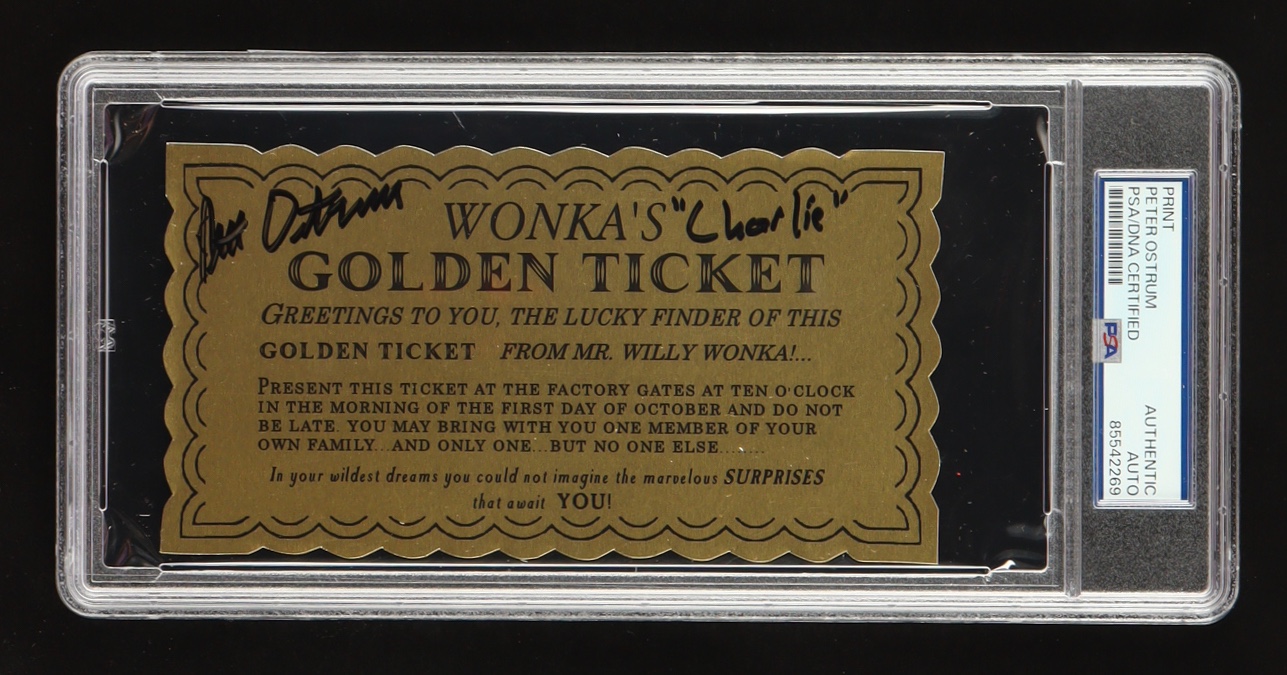 Peter Ostrum
WONKA'S "Charlie"
GOLDEN TICKET
GREETINGS TO YOU, THE LUCKY FINDER OF THIS
GOLDEN TICKET FROM MR. WILLY WONKA!...
PRESENT THIS TICKET AT THE FACTORY GATES AT TEN O'CLOCK
IN THE MORNING OF THE FIRST DAY OF OCTOBER AND DO NOT
BE LATE. YOU MAY BRING WITH YOU ONE MEMBER OF YOUR
OWN FAMILY...AND ONLY ONE...BUT NO ONE ELSE........
In your wildest dreams you could not imagine the marvelous SURPRISES
that await YOU!
PRINT
PETER OSTRUM
PSA/DNA CERTIFIED
PSA
AUTHENTIC
AUTO
85542269